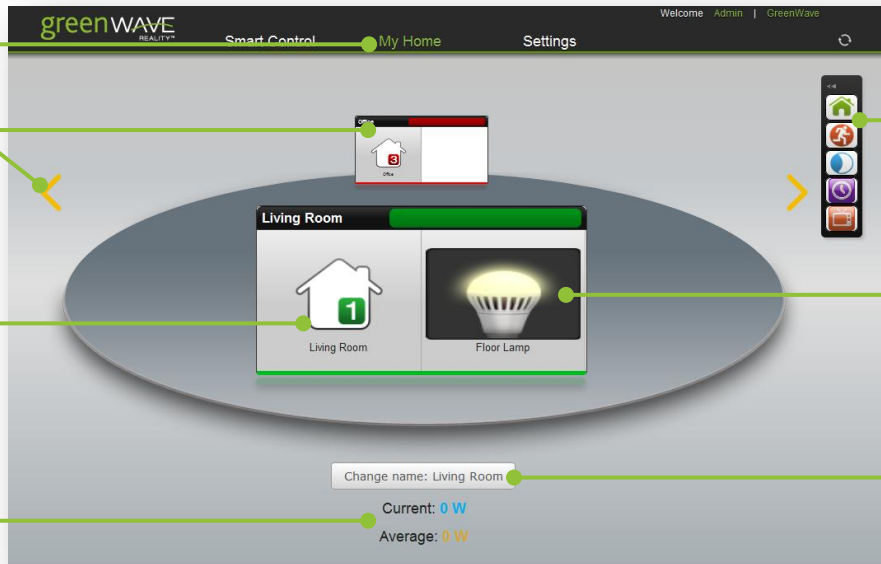 Welcome Admin | GreenWave
greenWAVE
REALITY™
Smart Control My Home Settings
<<
Office
3
Office
Living Room
1
Living Room Floor Lamp
Change name: Living Room
Current: 0 W
Average: 0 W